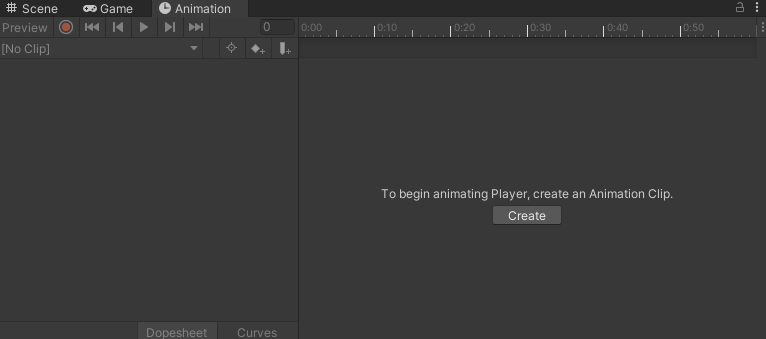 Scene Game Animation
Preview 0 0:00 0:10 0:20 0:30 0:40 0:50
[No Clip]
To begin animating Player, create an Animation Clip.
Create
Dopesheet Curves